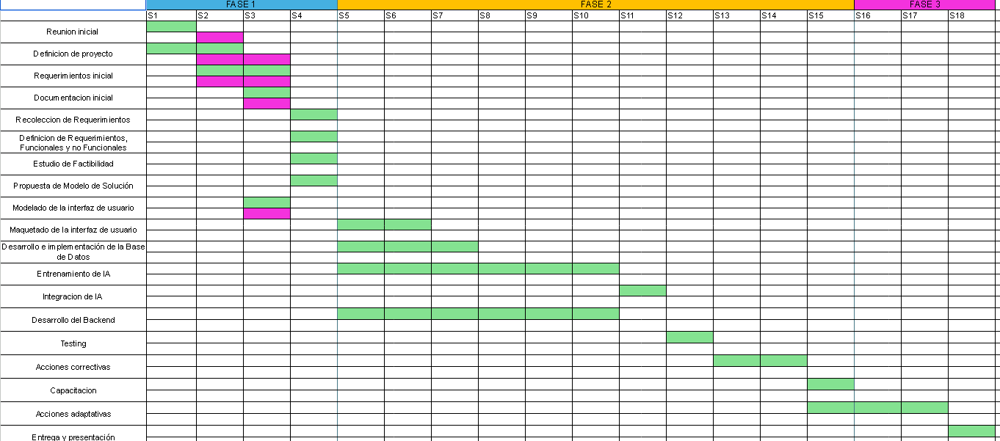 FASE 1 FASE 2 FASE 3
S1 S2 S3 S4 S5 S6 S7 S8 S9 S10 S11 S12 S13 S14 S15 S16 S17 S18
Reunion inicial
Definicion de proyecto
Requerimientos inicial
Documentacion inicial
Recoleccion de Requerimientos
Definicion de Requerimientos,
Funcionales y no Funcionales
Estudio de Factibilidad
Propuesta de Modelo de Solución
Modelado de la interfaz de usuario
Maquetado de la interfaz de usuario
Desarrollo e implementación de la Base
de Datos
Entrenamiento de IA
Integracion de IA
Desarrollo del Backend
Testing
Acciones correctivas
Capacitacion
Acciones adaptativas
Entrega y presentación